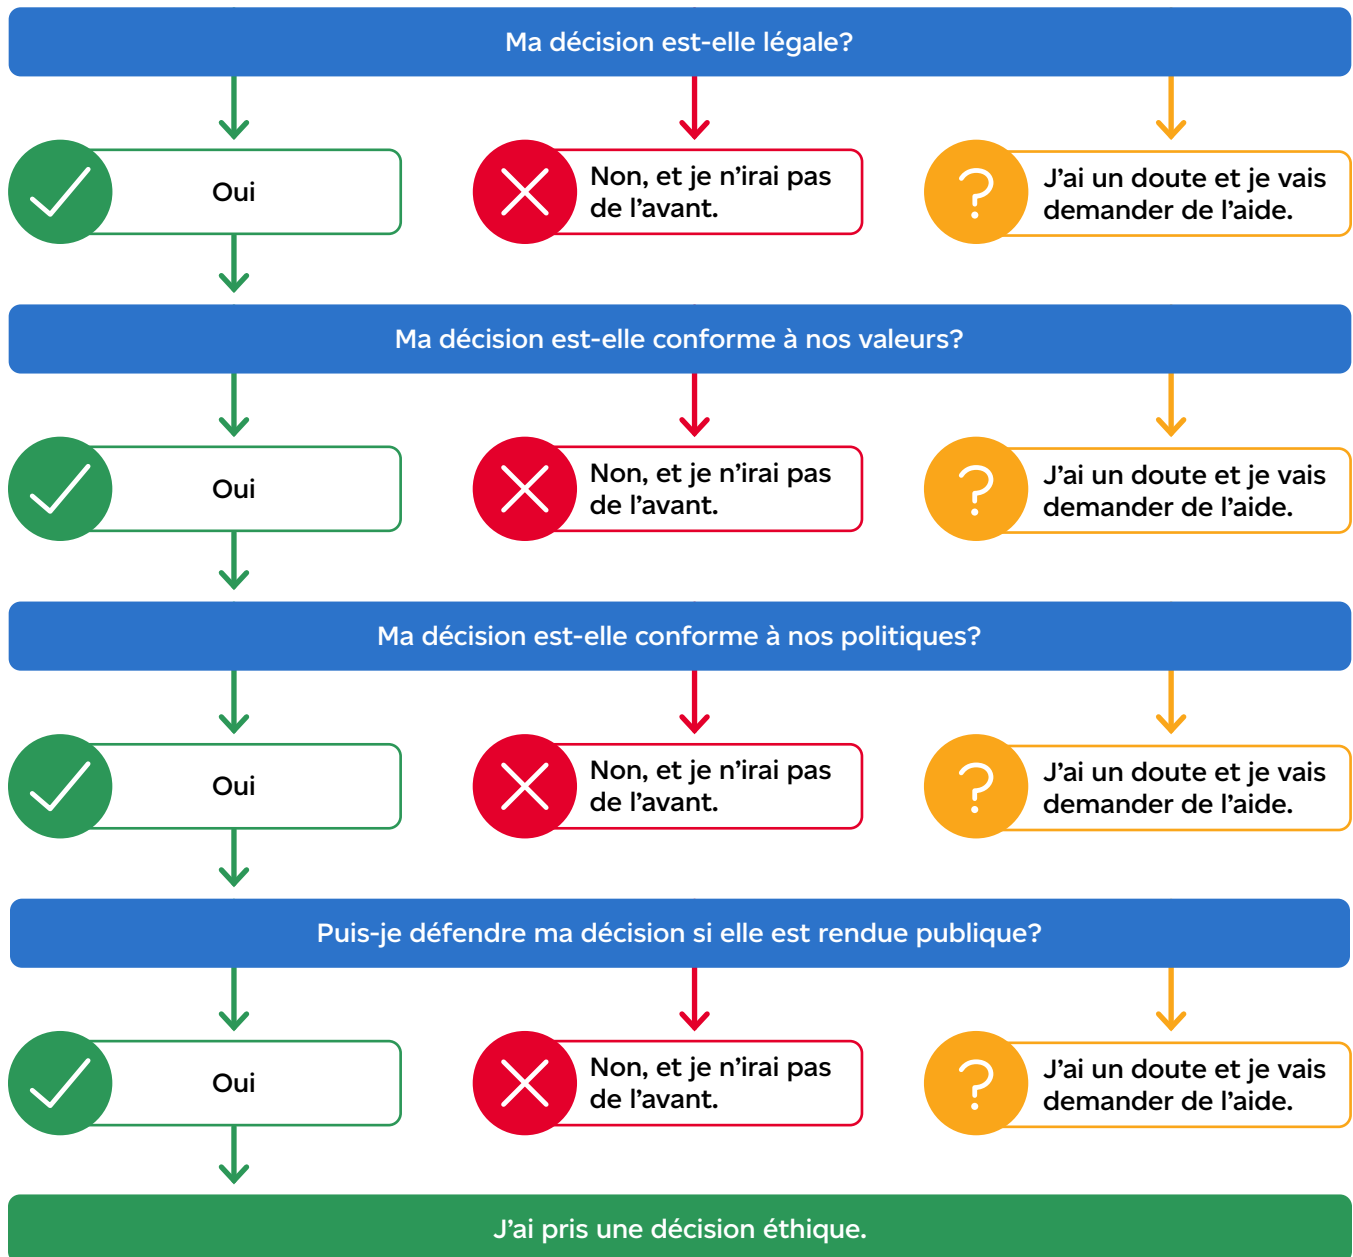 Ma décision est-elle légale?
Oui
Non, et je n’irai pas
de l’avant.
J’ai un doute et je vais
demander de l’aide.
Ma décision est-elle conforme à nos valeurs?
Oui
Non, et je n’irai pas
de l’avant.
J’ai un doute et je vais
demander de l’aide.
Ma décision est-elle conforme à nos politiques?
Oui
Non, et je n’irai pas
de l’avant.
J’ai un doute et je vais
demander de l’aide.
Puis-je défendre ma décision si elle est rendue publique?
Oui
Non, et je n’irai pas
de l’avant.
J’ai un doute et je vais
demander de l’aide.
J’ai pris une décision éthique.